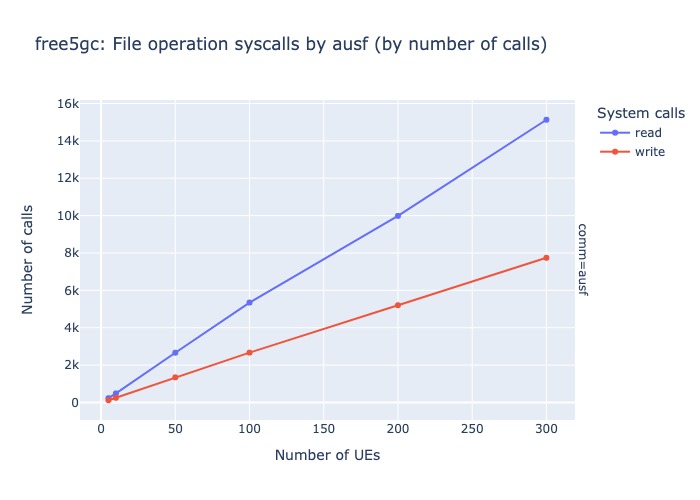 free5gc: File operation syscalls by ausf (by number of calls)
System calls
read
write
16k
14k
12k
10k
8k
6k
4k
2k
0
Number of calls
comm=ausf
0
50
100
150
200
250
300
Number of UEs